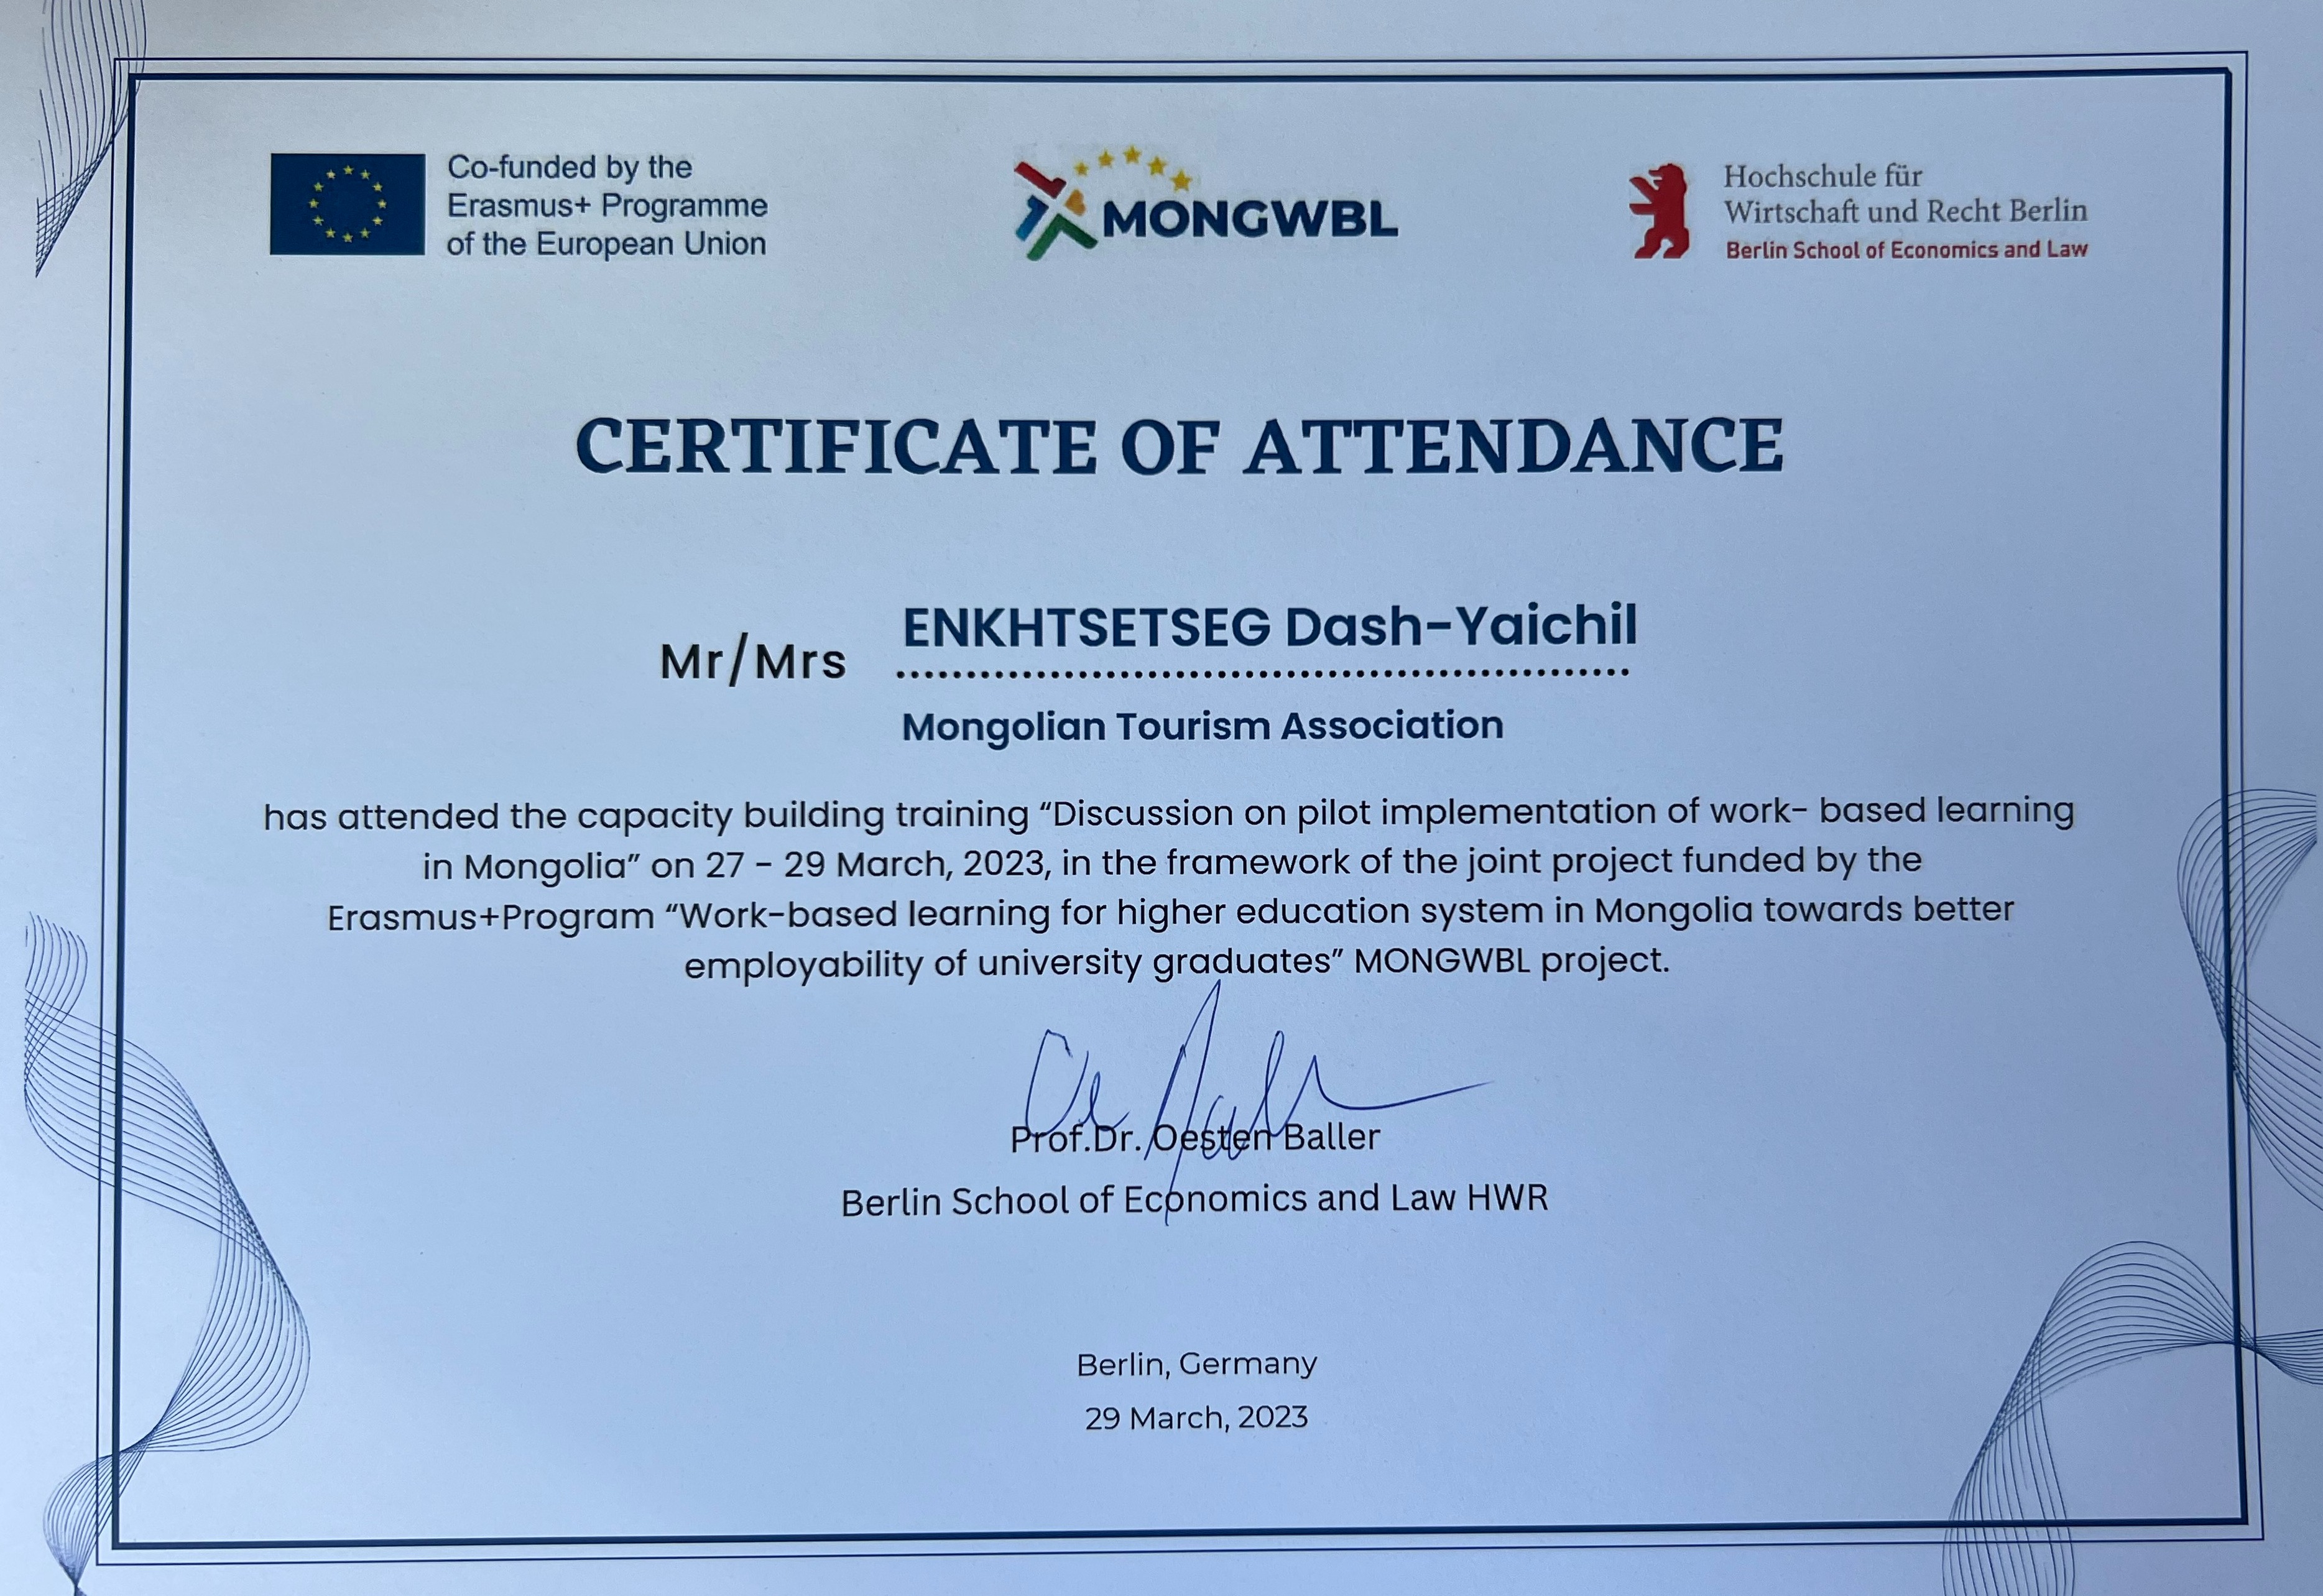 Co-funded by the
Erasmus+ Programme
of the European Union
MONGWBL
Hochschule für
Wirtschaft und Recht Berlin
Berlin School of Economics and Law
CERTIFICATE OF ATTENDANCE
Mr/Mrs ENKHTSETSEG Dash-Yaichil
Mongolian Tourism Association
has attended the capacity building training “Discussion on pilot implementation of work- based learning
in Mongolia” on 27 - 29 March, 2023, in the framework of the joint project funded by the
Erasmus+Program “Work-based learning for higher education system in Mongolia towards better
employability of university graduates” MONGWBL project.
Prof.Dr. Oesten Baller
Berlin School of Economics and Law HWR
Berlin, Germany
29 March, 2023